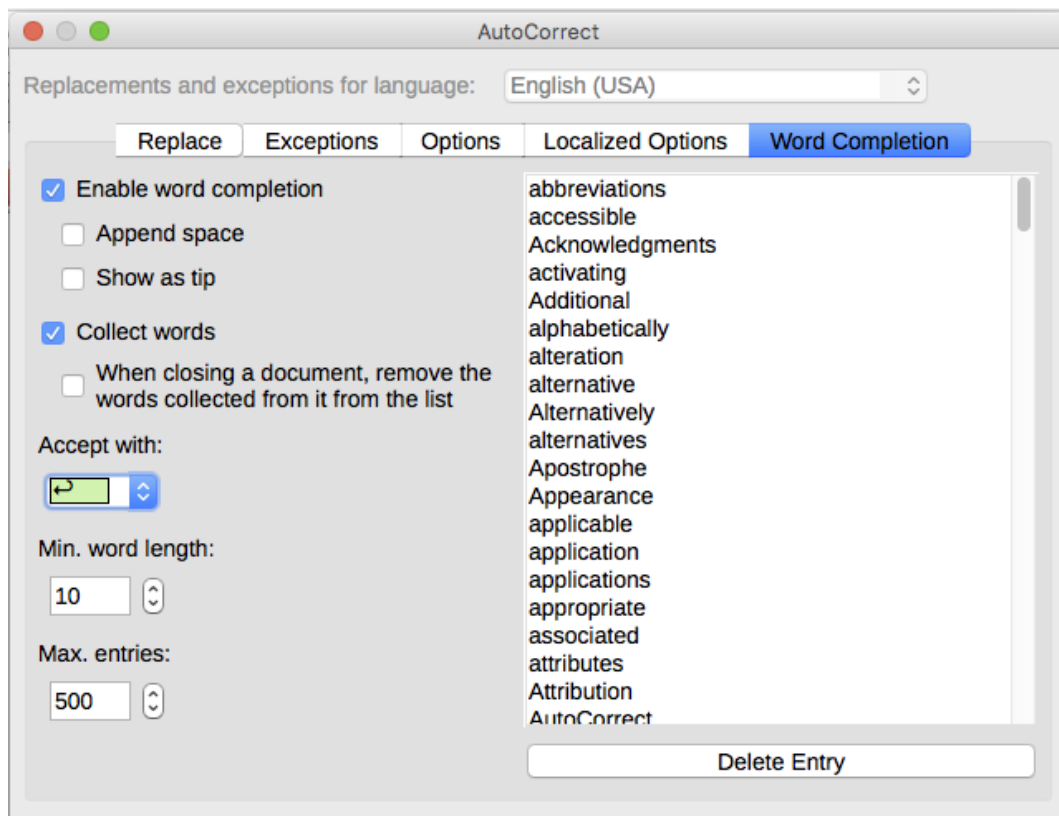 AutoCorrect
Replacements and exceptions for language: English (USA)
Replace Exceptions Options Localized Options Word Completion
Enable word completion
Append space
Show as tip
Collect words
When closing a document, remove the
words collected from it from the list
Accept with:
Min. word length:
10
Max. entries:
500
abbreviations
accessible
Acknowledgments
activating
Additional
alphabetically
alteration
alternative
Alternatively
alternatives
Apostrophe
Appearance
applicable
application
applications
appropriate
associated
attributes
Attribution
AutoCorrect
Delete Entry